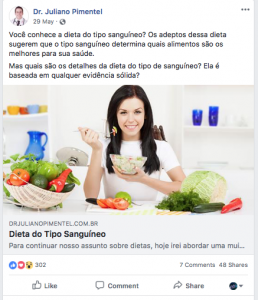 Dr. Juliano Pimentel
29 May ·
Você conhece a dieta do tipo sanguíneo? Os adeptos dessa dieta
sugerem que o tipo sanguíneo determina quais alimentos são os
melhores para sua saúde.
Mas quais são os detalhes da dieta do tipo de sanguíneo? Ela é
baseada em qualquer evidência sólida?
DRJULIANOPIMENTEL.COM.BR
Dieta do Tipo Sanguíneo
Para continuar nosso assunto sobre dietas, hoje irei abordar uma mui...
302
7 Comments 48 Shares
Like Comment Share